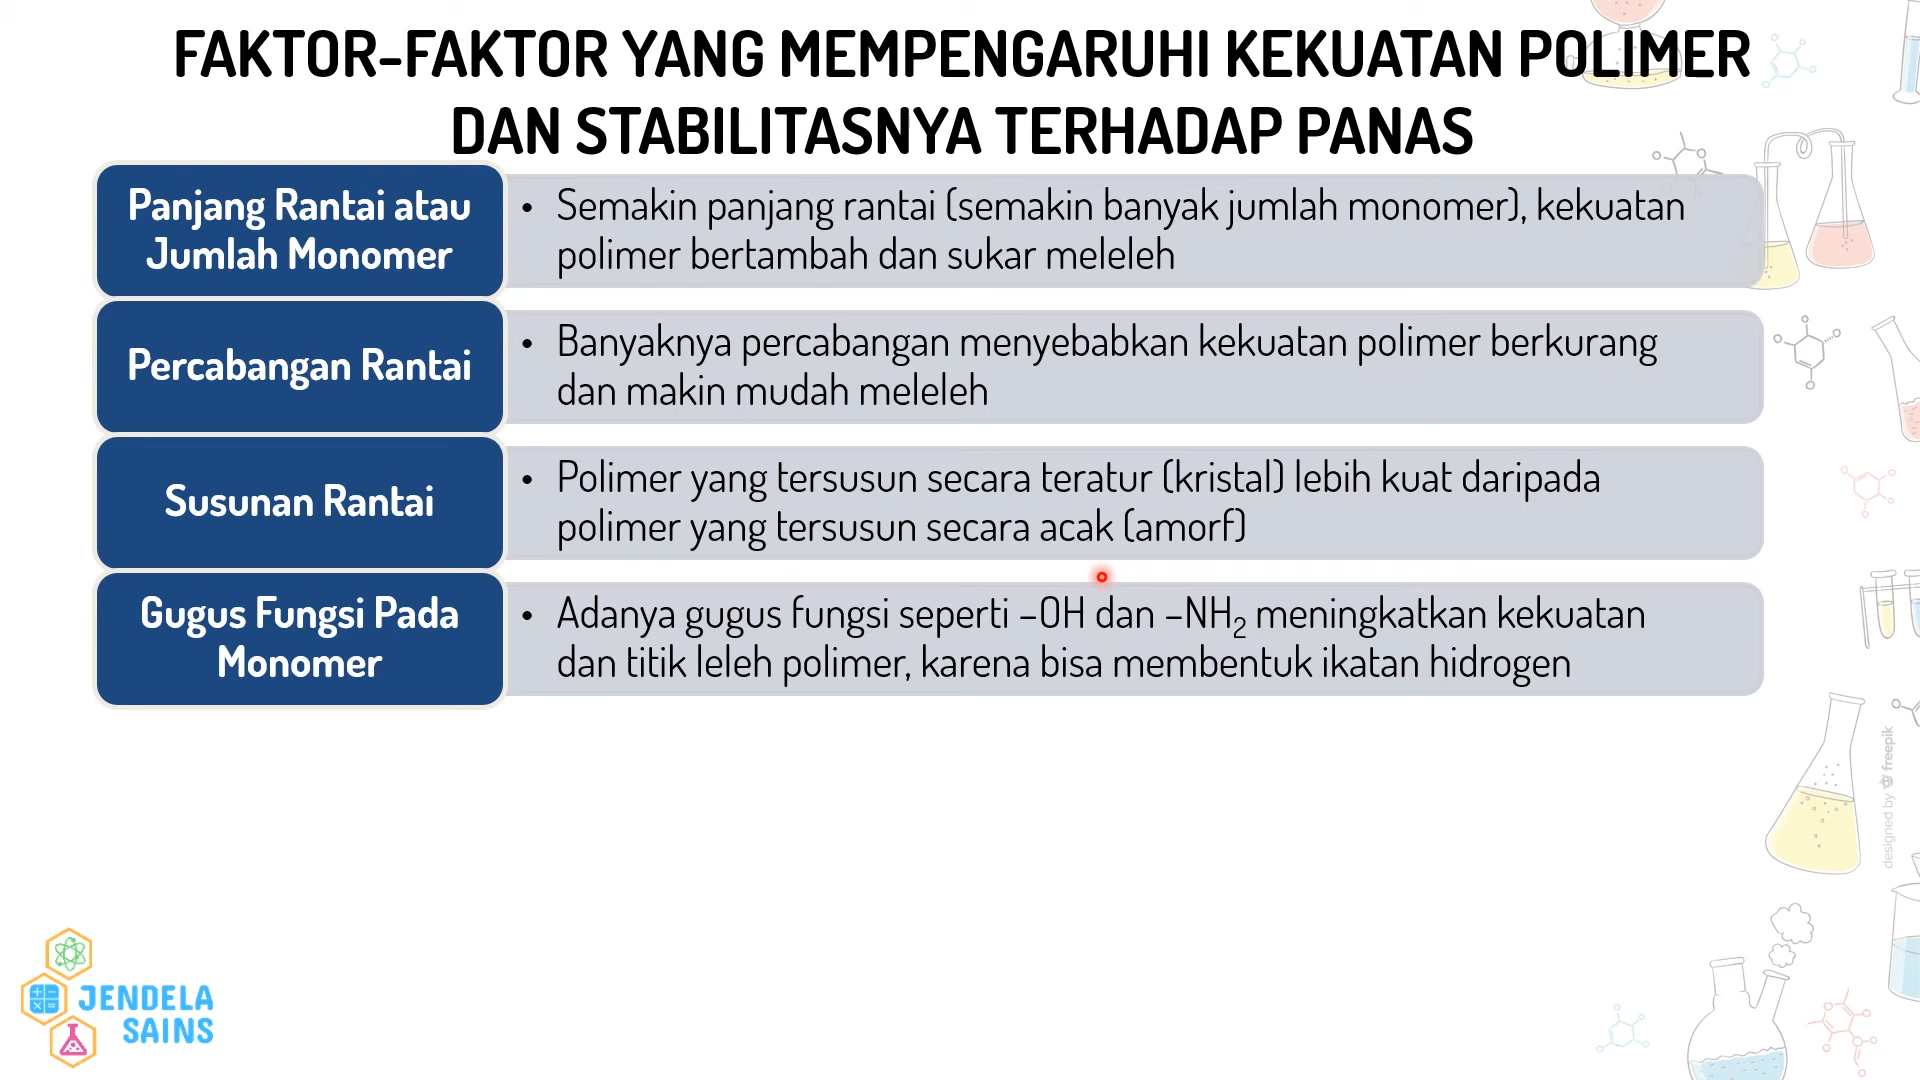 FAKTOR-FAKTOR YANG MEMPENGARUHI KEKUATAN POLIMER
DAN STABILITASNYA TERHADAP PANAS
Panjang Rantai atau
Jumlah Monomer
• Semakin panjang rantai (semakin banyak jumlah monomer), kekuatan
polimer bertambah dan sukar meleleh
Percabangan Rantai
• Banyaknya percabangan menyebabkan kekuatan polimer berkurang
dan makin mudah meleleh
Susunan Rantai
• Polimer yang tersusun secara teratur (kristal) lebih kuat daripada
polimer yang tersusun secara acak (amorf)
Gugus Fungsi Pada
Monomer
• Adanya gugus fungsi seperti –OH dan –NH₂ meningkatkan kekuatan
dan titik leleh polimer, karena bisa membentuk ikatan hidrogen
designed by freepik
JENDELA
SAINS